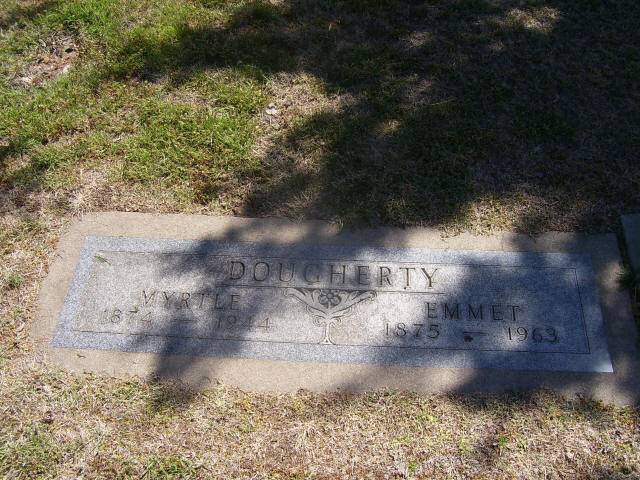 DOUGHERTY
MYRTLE
1874 — 1944
EMMET
1875 — 1963